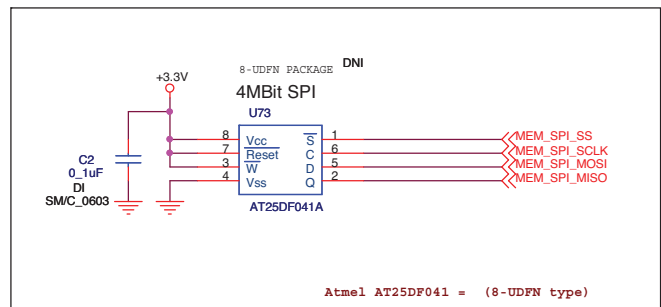 8-UDFN PACKAGE DNI
+3.3V
4MBit SPI
U73
8 Vcc S 1 MEM_SPI_SS
7 Reset C 6 MEM_SPI_SCLK
3 W D 5 MEM_SPI_MOSI
4 Vss Q 2 MEM_SPI_MISO
C2
0_1uF
DI
SM/C_0603
AT25DF041A
Atmel AT25DF041 = (8-UDFN type)